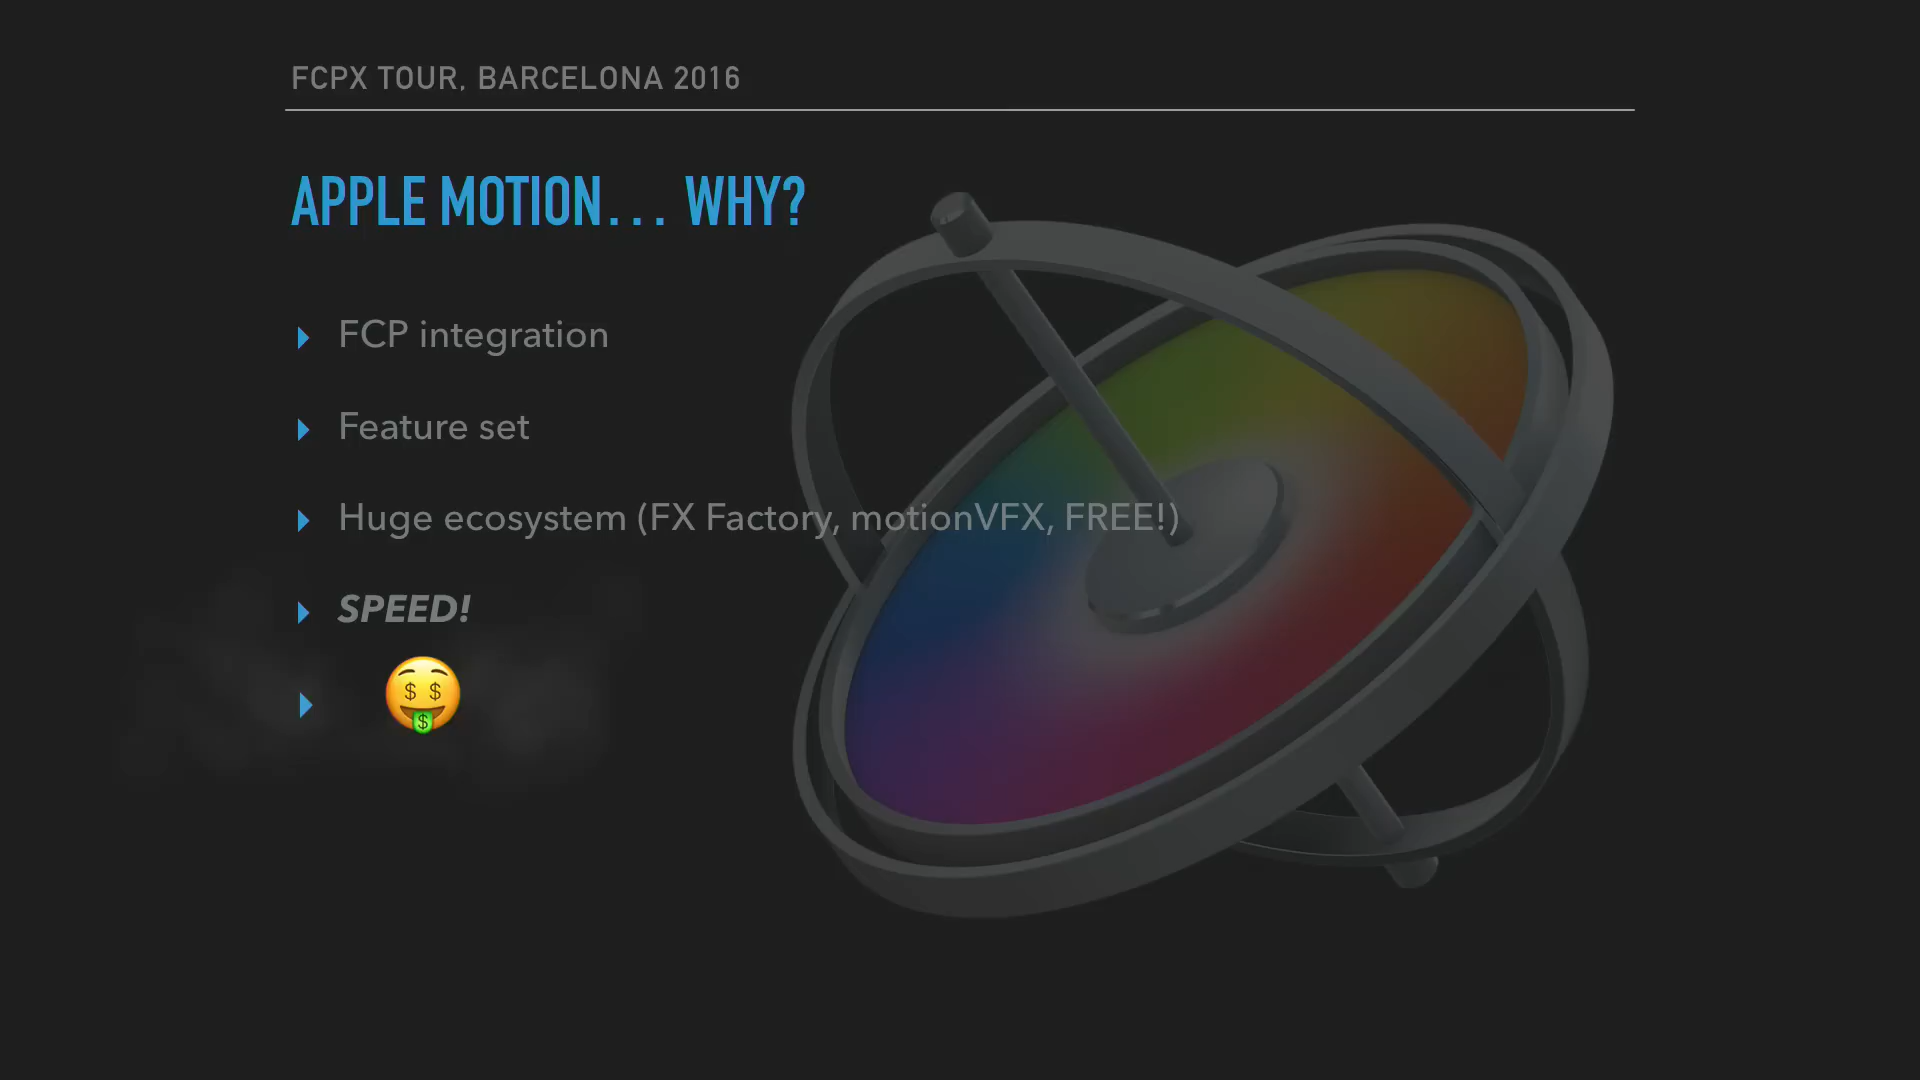 FCPX TOUR, BARCELONA 2016
APPLE MOTION... WHY?
FCP integration
Feature set
Huge ecosystem (FX Factory, motionVFX, FREE!)
SPEED!